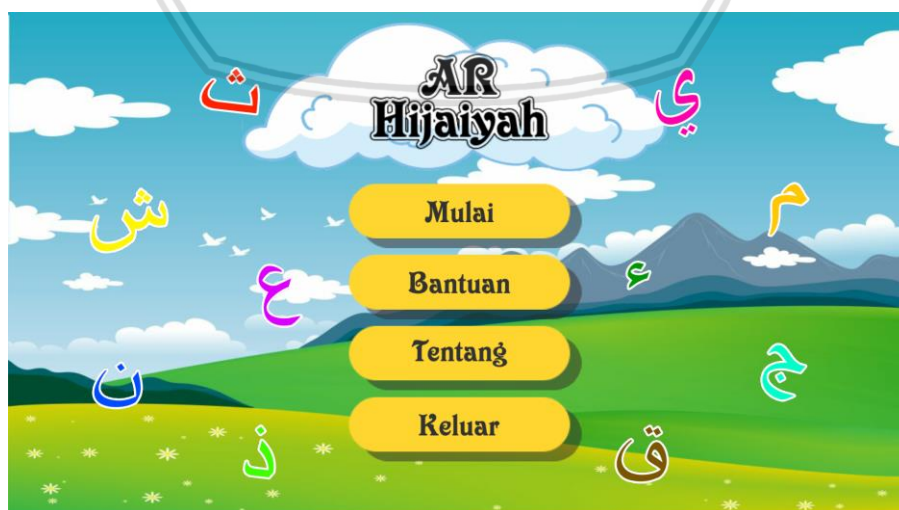 AR
Hijaiyah
ث
ي
Mulai
ش
م
Bantuan
ع
ء
Tentang
ن
ج
Keluar
ذ
ق